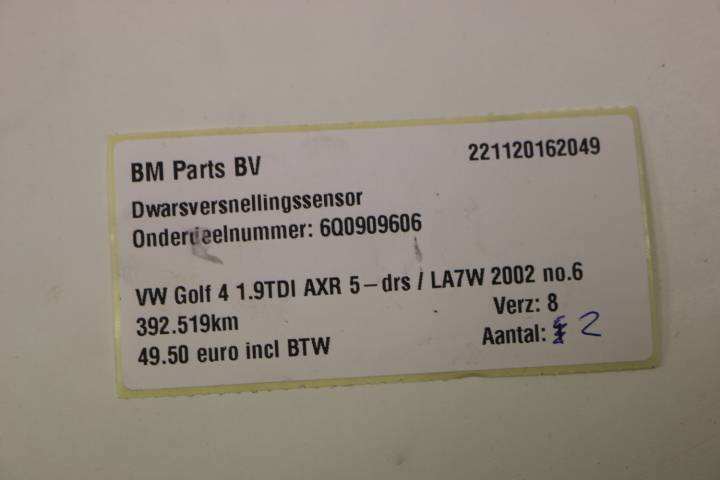 BM Parts BV 221120162049
Dwarsversnellingssensor
Onderdeelnummer: 6Q0909606
VW Golf 4 1.9TDI AXR 5-drs / LA7W 2002 no.6
392.519km Verz: 8
49.50 euro incl BTW Aantal: 2